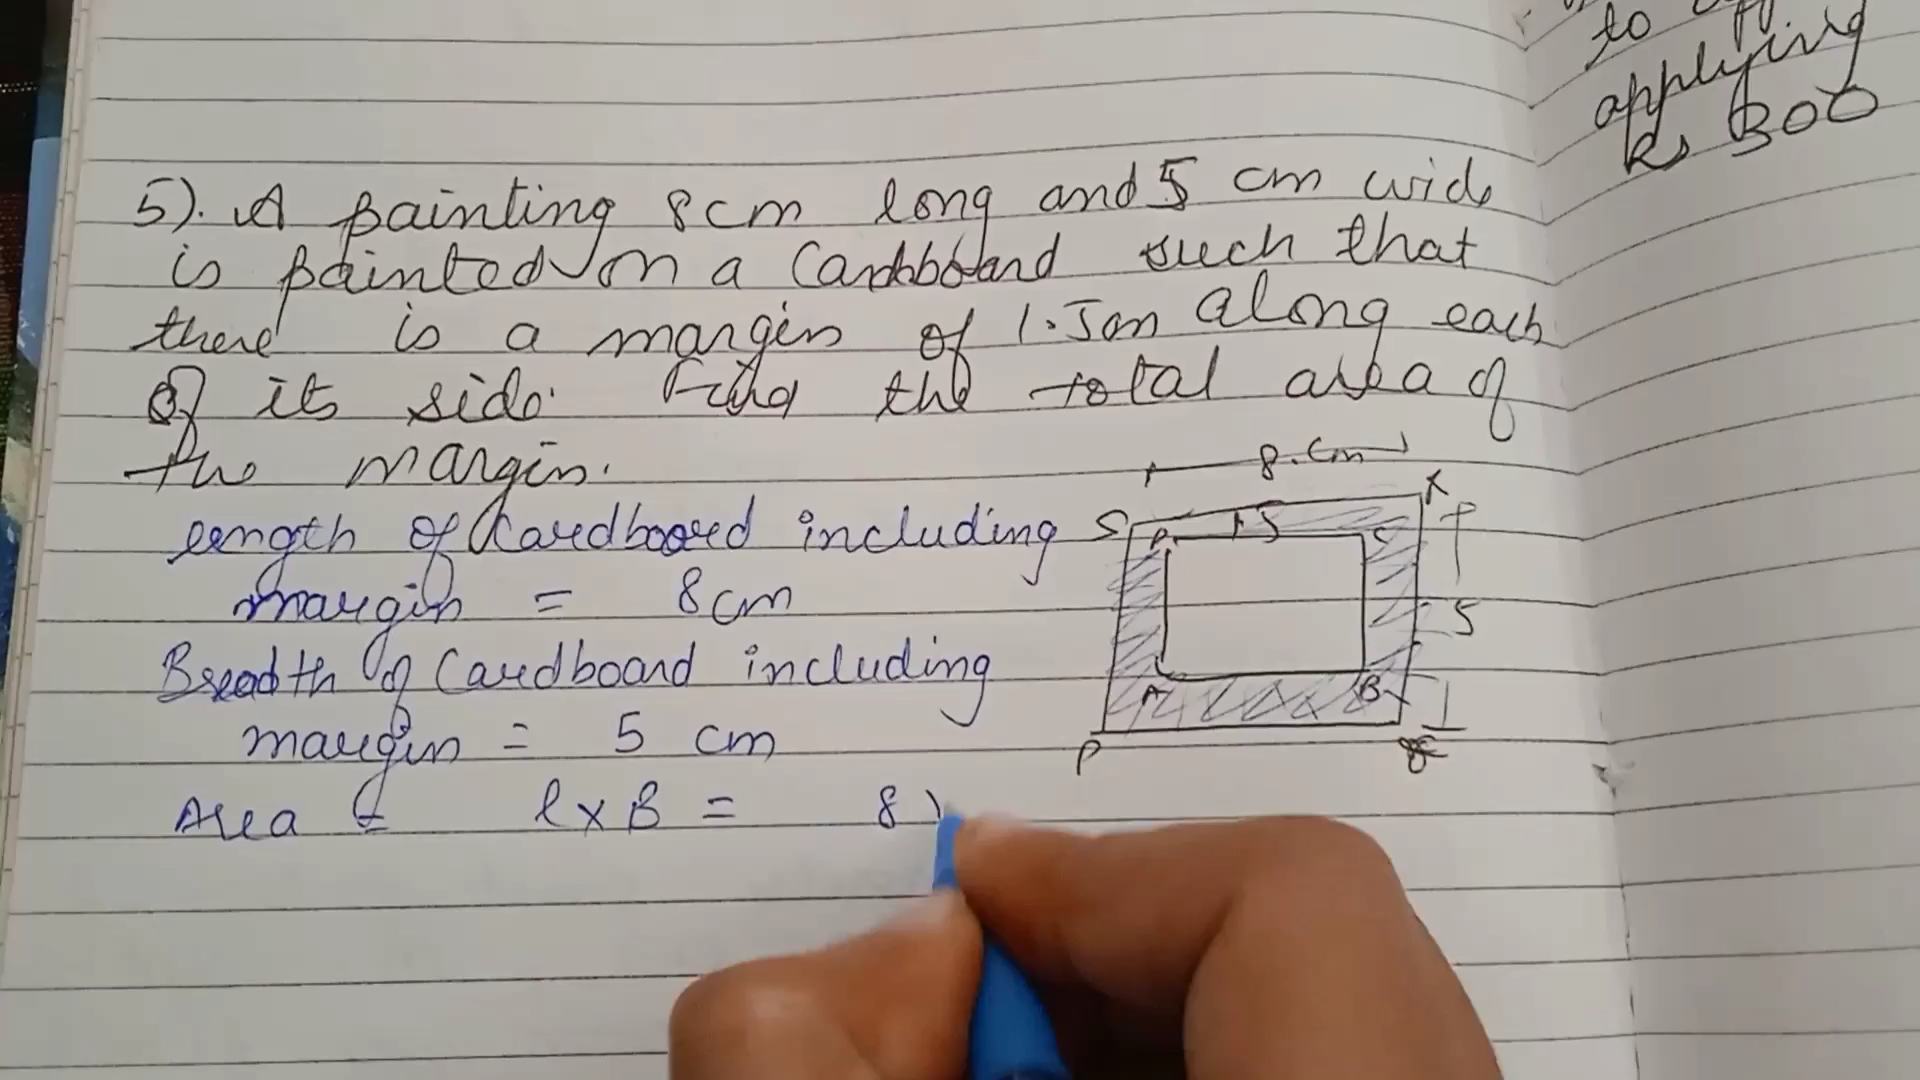 to
applying
Rs 300
5). A painting 8cm long and 5 cm wide
is painted on a Cardboard such that
there is a margin of 1.5cm along each
of its side. Find the total area of
the margin.
8 cm
length of Cardboard including
margin = 8cm
Breadth of Cardboard including
margin = 5 cm
Area = l x B = 8
S
K
1.5
C
5
A
B
P